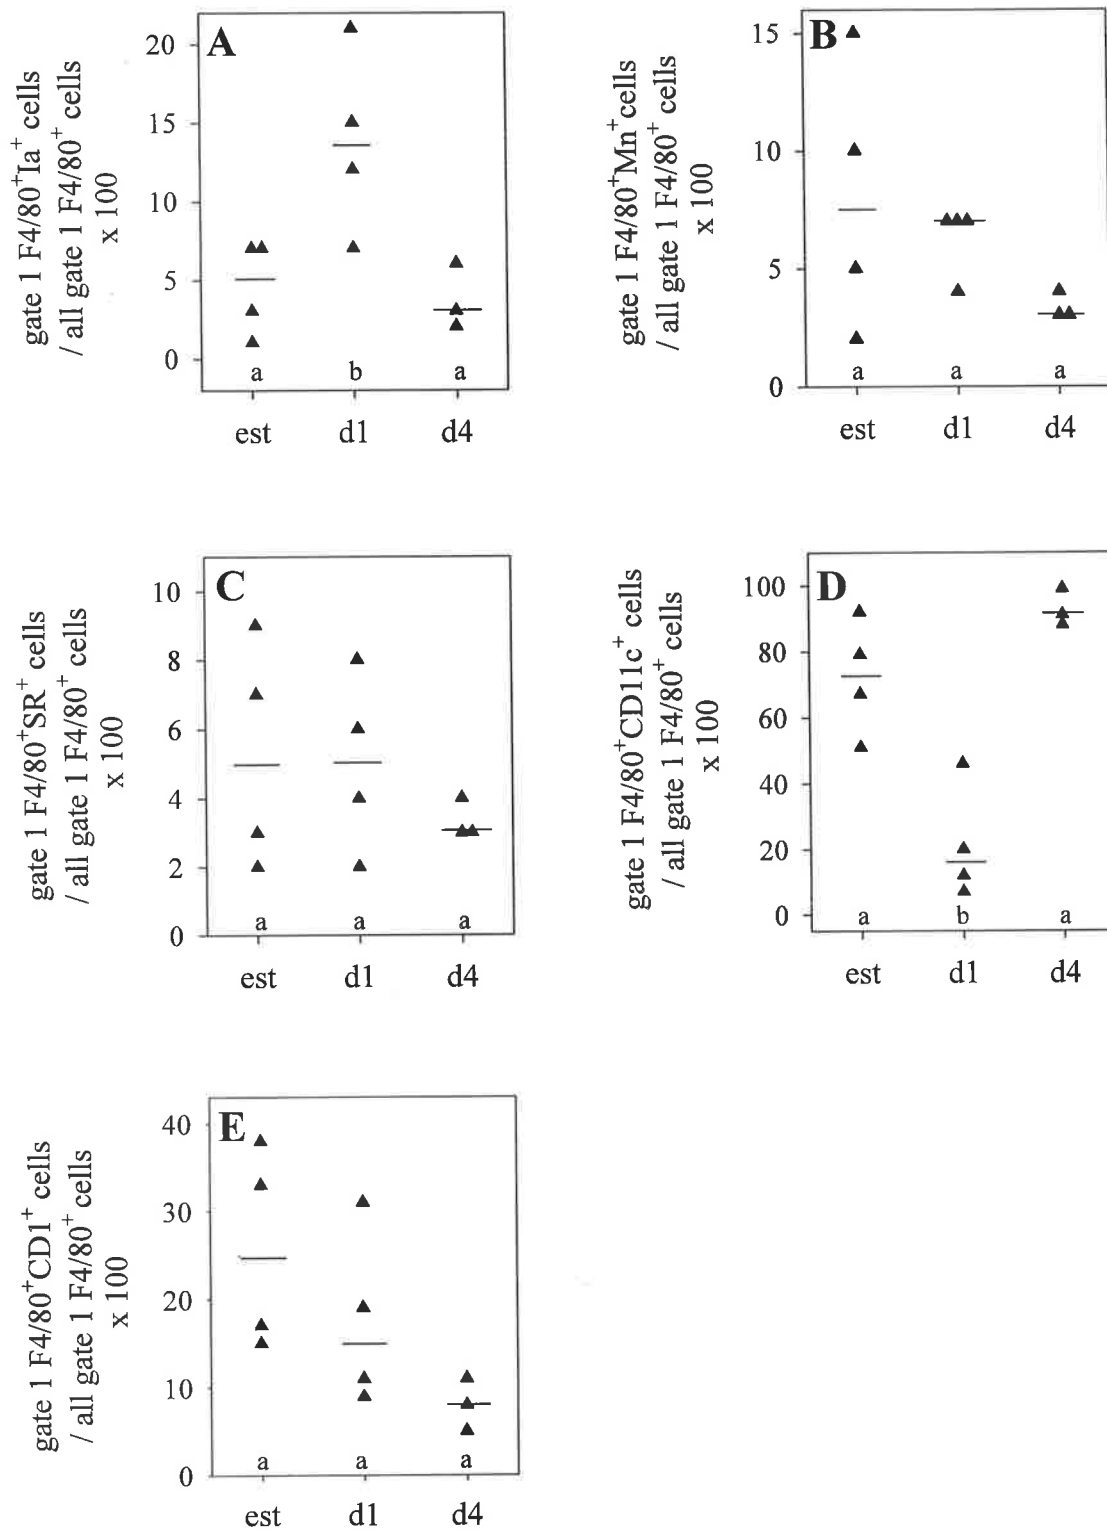 A
gate 1 F4/80⁺Ia⁺ cells
/ all gate 1 F4/80⁺ cells
x 100
20
15
10
5
0
a b a
est d1 d4
B
gate 1 F4/80⁺Mn⁺cells
/ all gate 1 F4/80⁺ cells
x 100
15
10
5
0
a a a
est d1 d4
C
gate 1 F4/80⁺SR⁺ cells
/ all gate 1 F4/80⁺ cells
x 100
10
8
6
4
2
0
a a a
est d1 d4
D
gate 1 F4/80⁺CD11c⁺ cells
/ all gate 1 F4/80⁺ cells
x 100
100
80
60
40
20
0
a b a
est d1 d4
E
gate 1 F4/80⁺CD1⁺ cells
/ all gate 1 F4/80⁺ cells
x 100
40
30
20
10
0
a a a
est d1 d4